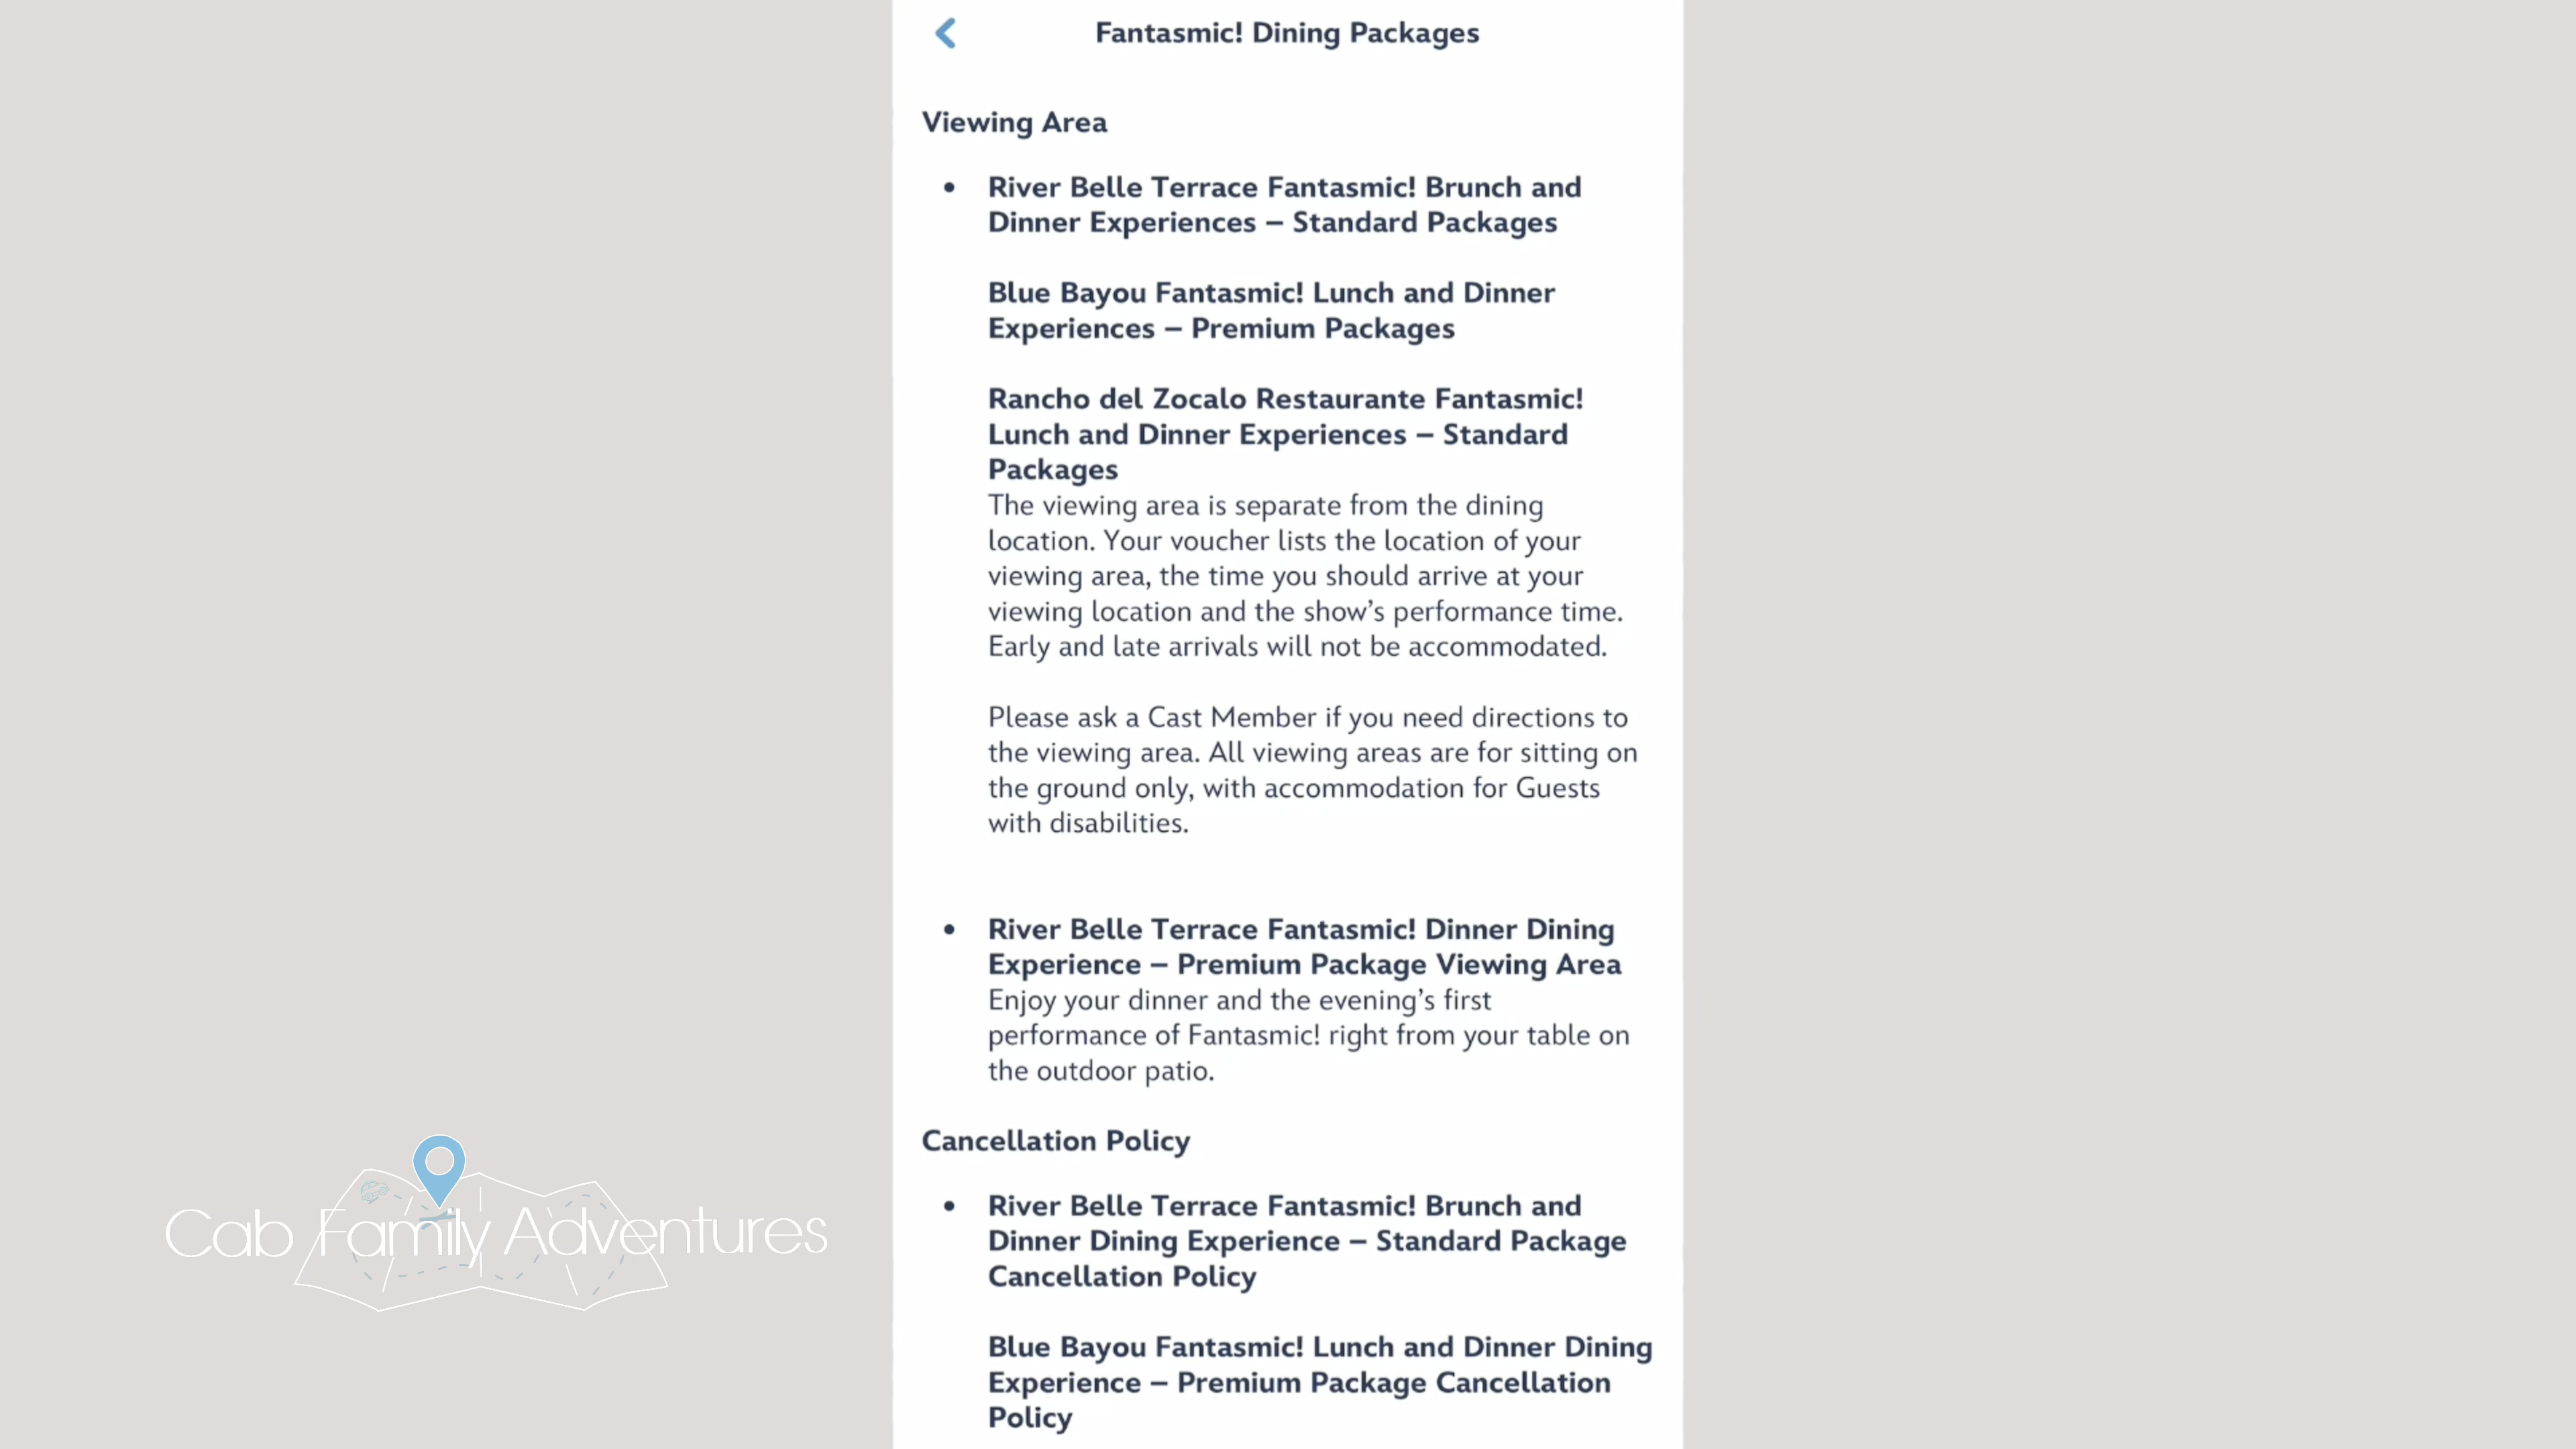 Fantasmic! Dining Packages
Viewing Area
• River Belle Terrace Fantasmic! Brunch and
Dinner Experiences – Standard Packages
Blue Bayou Fantasmic! Lunch and Dinner
Experiences – Premium Packages
Rancho del Zocalo Restaurante Fantasmic!
Lunch and Dinner Experiences – Standard
Packages
The viewing area is separate from the dining
location. Your voucher lists the location of your
viewing area, the time you should arrive at your
viewing location and the show’s performance time.
Early and late arrivals will not be accommodated.
Please ask a Cast Member if you need directions to
the viewing area. All viewing areas are for sitting on
the ground only, with accommodation for Guests
with disabilities.
• River Belle Terrace Fantasmic! Dinner Dining
Experience – Premium Package Viewing Area
Enjoy your dinner and the evening’s first
performance of Fantasmic! right from your table on
the outdoor patio.
Cancellation Policy
• River Belle Terrace Fantasmic! Brunch and
Dinner Dining Experience – Standard Package
Cancellation Policy
Blue Bayou Fantasmic! Lunch and Dinner Dining
Experience – Premium Package Cancellation
Policy
Cab Family Adventures